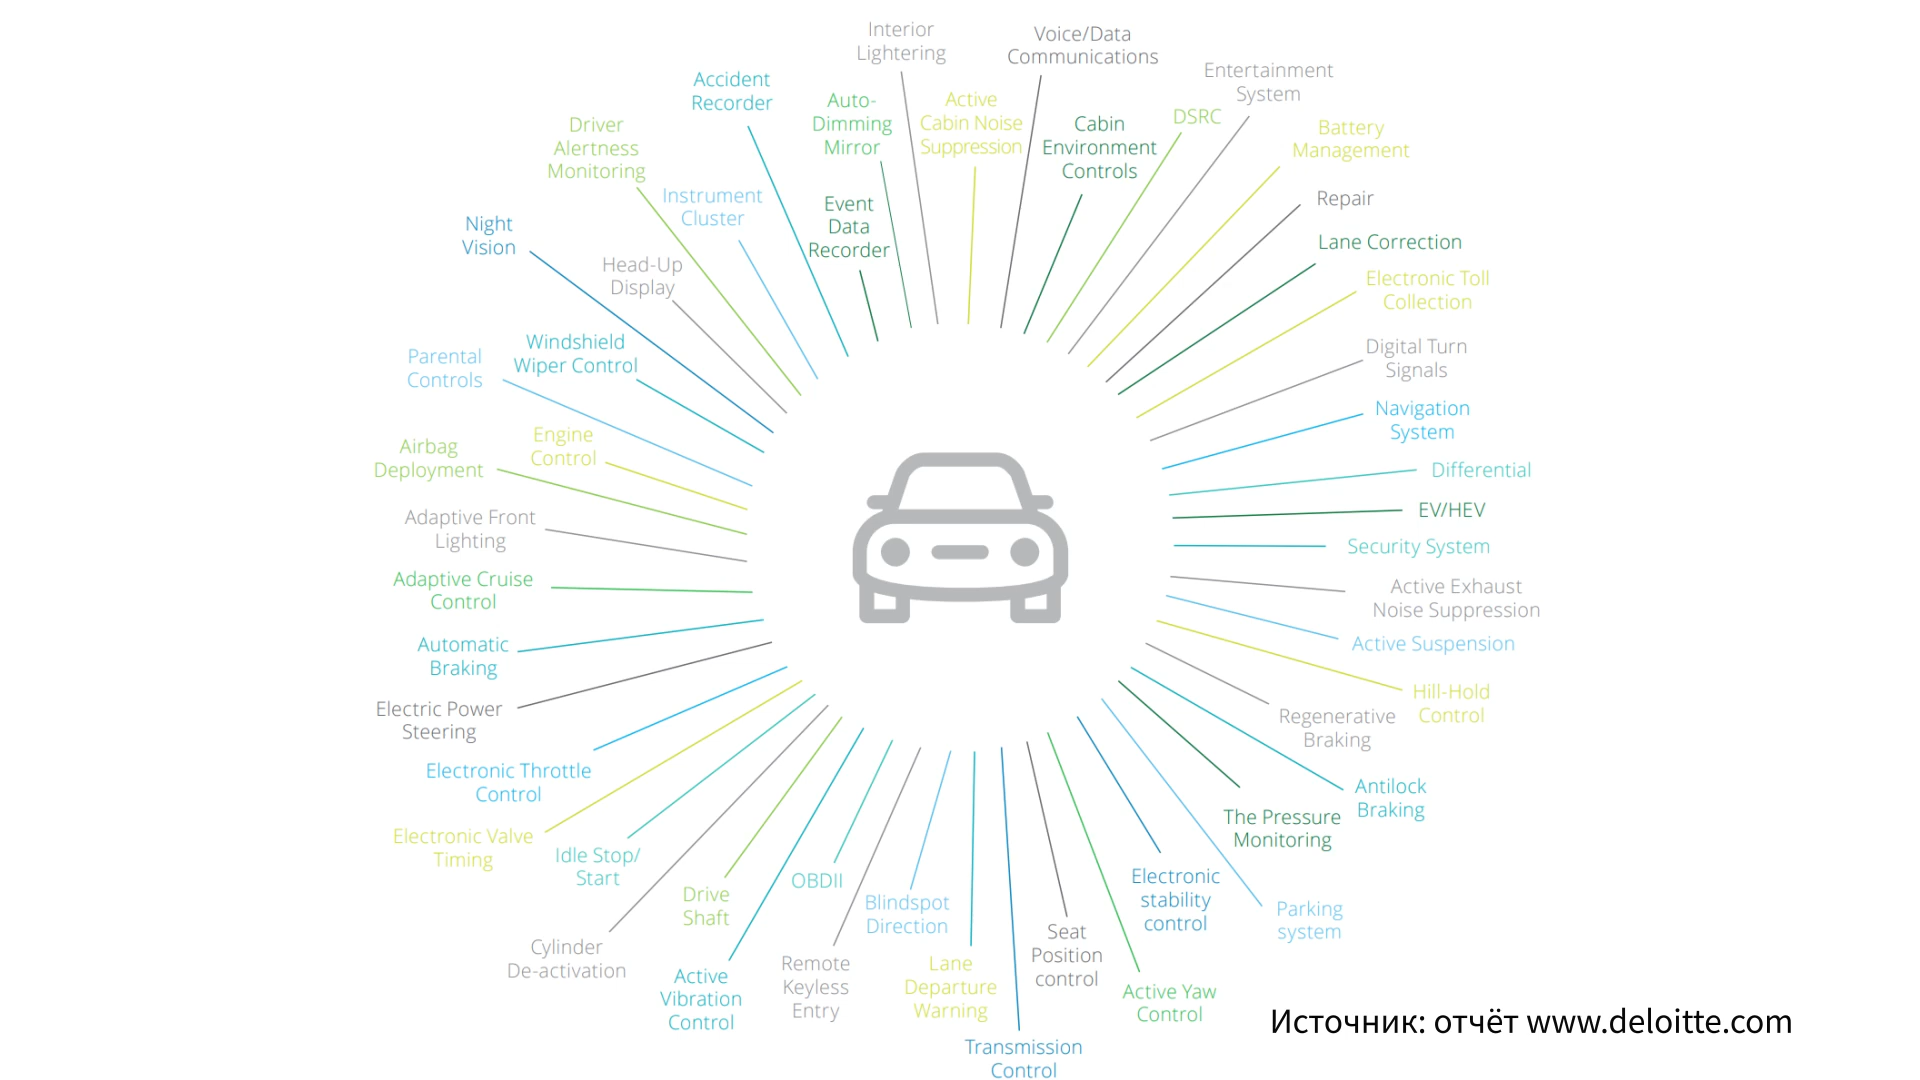 Interior
Lightering
Voice/Data
Communications
Entertainment
System
Accident
Recorder
Auto-
Dimming
Mirror
Active
Cabin Noise
Suppression
Cabin
Environment
Controls
DSRC
Battery
Management
Driver
Alertness
Monitoring
Instrument
Cluster
Event
Data
Recorder
Repair
Night
Vision
Lane Correction
Head-Up
Display
Electronic Toll
Collection
Windshield
Wiper Control
Digital Turn
Signals
Parental
Controls
Navigation
System
Engine
Control
Airbag
Deployment
Differential
Adaptive Front
Lighting
EV/HEV
Security System
Adaptive Cruise
Control
Active Exhaust
Noise Suppression
Automatic
Braking
Active Suspension
Electric Power
Steering
Hill-Hold
Control
Regenerative
Braking
Electronic Throttle
Control
Antilock
Braking
Electronic Valve
Timing
The Pressure
Monitoring
Idle Stop/
Start
Drive
Shaft
OBDII
Blindspot
Direction
Electronic
stability
control
Parking
system
Cylinder
De-activation
Active
Vibration
Control
Remote
Keyless
Entry
Lane
Departure
Warning
Seat
Position
control
Active Yaw
Control
Transmission
Control
Источник: отчёт www.deloitte.com